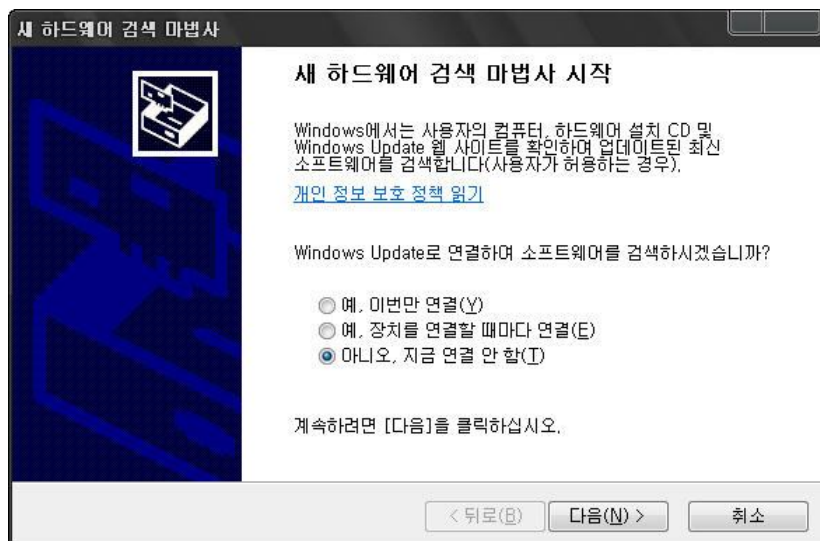 새 하드웨어 검색 마법사
새 하드웨어 검색 마법사 시작
Windows에서는 사용자의 컴퓨터, 하드웨어 설치 CD 및
Windows Update 웹 사이트를 확인하여 업데이트된 최신
소프트웨어를 검색합니다(사용자가 허용하는 경우).
개인 정보 보호 정책 읽기
Windows Update로 연결하여 소프트웨어를 검색하시겠습니까?
예, 이번만 연결(Y)
예, 장치를 연결할 때마다 연결(E)
아니오, 지금 연결 안 함(T)
계속하려면 [다음]을 클릭하십시오.
< 뒤로(B) 다음(N) > 취소